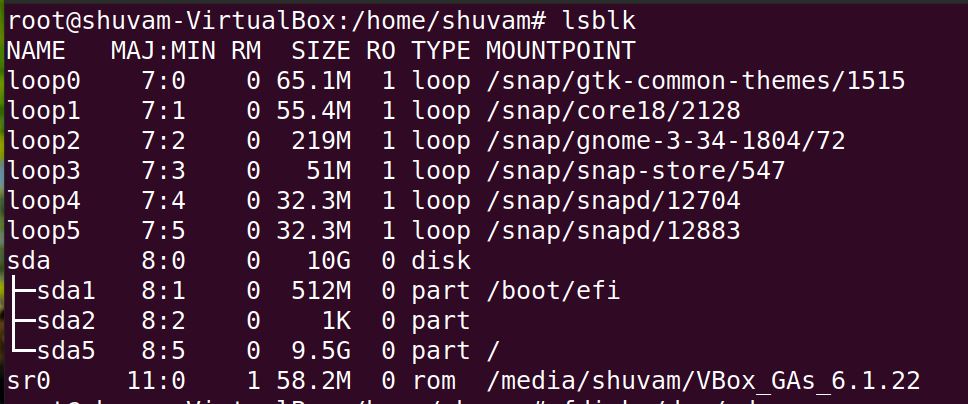 root@shuvam-VirtualBox:/home/shuvam# lsblk
NAME   MAJ:MIN RM  SIZE RO TYPE MOUNTPOINT
loop0    7:0    0 65.1M  1 loop /snap/gtk-common-themes/1515
loop1    7:1    0 55.4M  1 loop /snap/core18/2128
loop2    7:2    0  219M  1 loop /snap/gnome-3-34-1804/72
loop3    7:3    0   51M  1 loop /snap/snap-store/547
loop4    7:4    0 32.3M  1 loop /snap/snapd/12704
loop5    7:5    0 32.3M  1 loop /snap/snapd/12883
sda      8:0    0   10G  0 disk
├─sda1   8:1    0  512M  0 part /boot/efi
├─sda2   8:2    0    1K  0 part
└─sda5   8:5    0  9.5G  0 part /
sr0     11:0    1 58.2M  0 rom  /media/shuvam/VBox_GAs_6.1.22